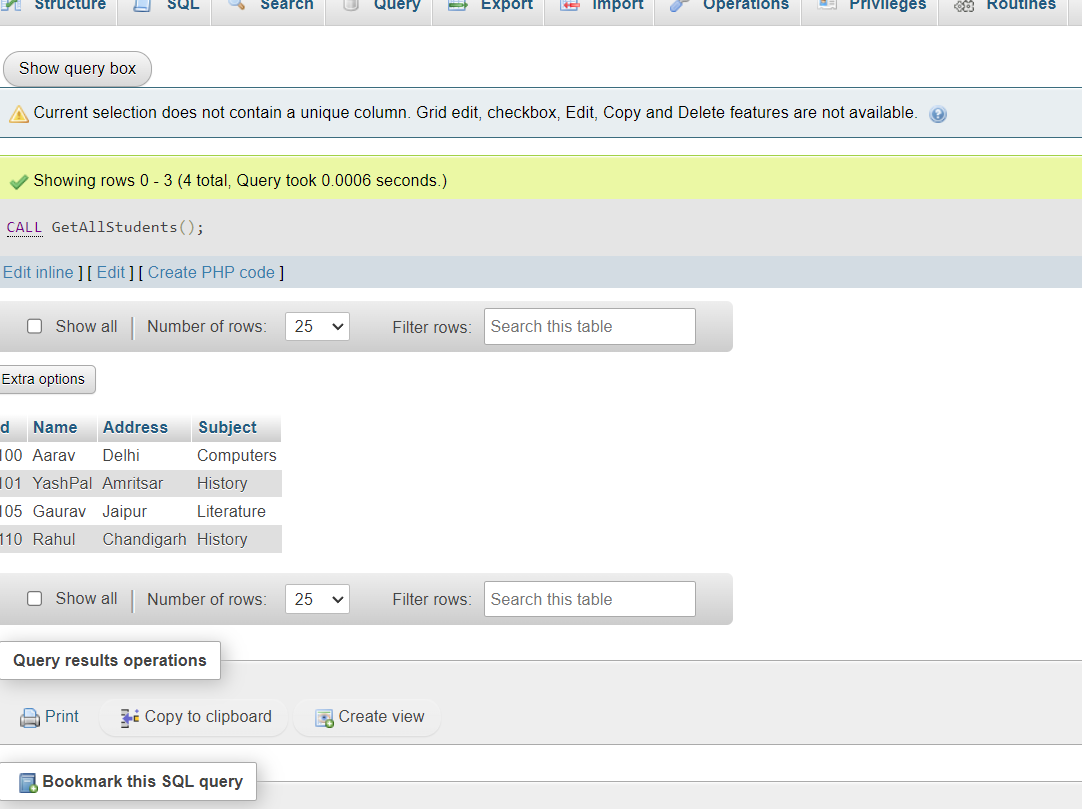 Structure SQL Search Query Export Import Operations Privileges Routines
Show query box
Current selection does not contain a unique column. Grid edit, checkbox, Edit, Copy and Delete features are not available.
Showing rows 0 - 3 (4 total, Query took 0.0006 seconds.)
CALL GetAllStudents();
Edit inline ] [ Edit ] [ Create PHP code ]
Show all | Number of rows: 25 Filter rows: Search this table
Extra options
d Name Address Subject
100 Aarav Delhi Computers
101 YashPal Amritsar History
105 Gaurav Jaipur Literature
110 Rahul Chandigarh History
Show all | Number of rows: 25 Filter rows: Search this table
Query results operations
Print Copy to clipboard Create view
Bookmark this SQL query